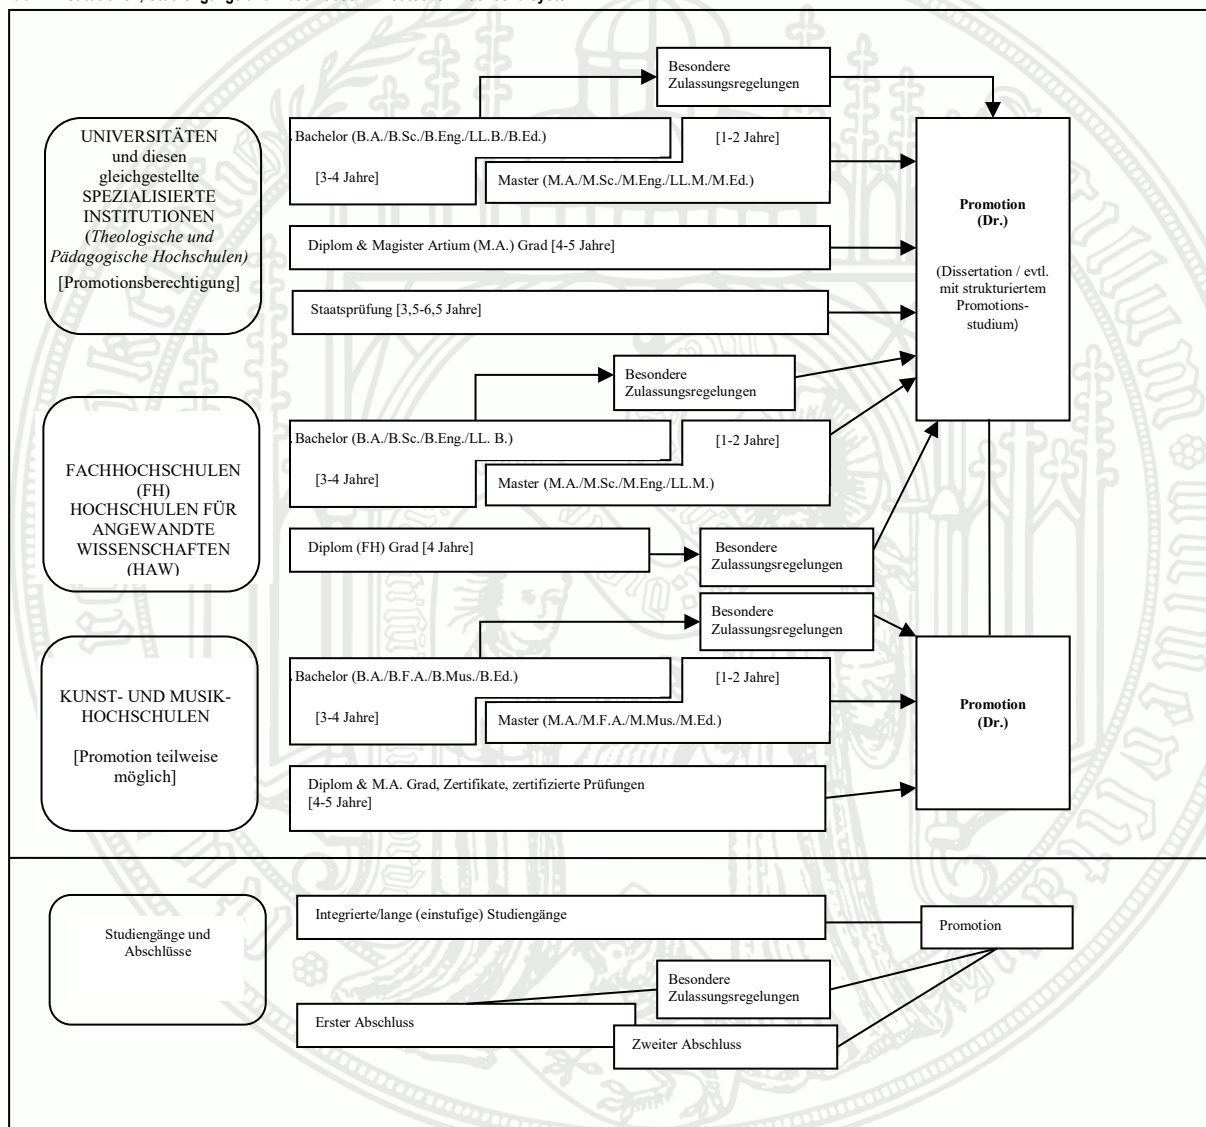 Besondere
Zulassungsregelungen
UNIVERSITÄTEN
und diesen
gleichgestellte
SPEZIALISIERTE
INSTITUTIONEN
(Theologische und
Pädagogische Hochschulen)
[Promotionsberechtigung]
Bachelor (B.A./B.Sc./B.Eng./LL.B./B.Ed.)
[1-2 Jahre]
[3-4 Jahre]
Master (M.A./M.Sc./M.Eng./LL.M./M.Ed.)
Diplom & Magister Artium (M.A.) Grad [4-5 Jahre]
Staatsprüfung [3,5-6,5 Jahre]
Promotion
(Dr.)
(Dissertation / evtl.
mit strukturiertem
Promotions-
studium)
Besondere
Zulassungsregelungen
FACHHOCHSCHULEN
(FH)
HOCHSCHULEN FÜR
ANGEWANDTE
WISSENSCHAFTEN
(HAW)
Bachelor (B.A./B.Sc./B.Eng./LL. B.)
[1-2 Jahre]
[3-4 Jahre]
Master (M.A./M.Sc./M.Eng./LL.M.)
Diplom (FH) Grad [4 Jahre]
Besondere
Zulassungsregelungen
Besondere
Zulassungsregelungen
KUNST- UND MUSIK-
HOCHSCHULEN
[Promotion teilweise
möglich]
Bachelor (B.A./B.F.A./B.Mus./B.Ed.)
[1-2 Jahre]
[3-4 Jahre]
Master (M.A./M.F.A./M.Mus./M.Ed.)
Diplom & M.A. Grad, Zertifikate, zertifizierte Prüfungen
[4-5 Jahre]
Promotion
(Dr.)
Studiengänge und
Abschlüsse
Integrierte/lange (einstufige) Studiengänge
Promotion
Besondere
Zulassungsregelungen
Erster Abschluss
Zweiter Abschluss